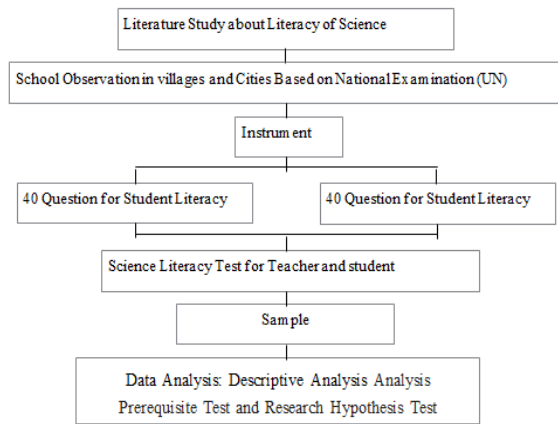 Literature Study about Literacy of Science
School Observation in villages and Cities Based on National Examination (UN)
Instrument
40 Question for Student Literacy
40 Question for Student Literacy
Science Literacy Test for Teacher and student
Sample
Data Analysis: Descriptive Analysis Analysis
Prerequisite Test and Research Hypothesis Test